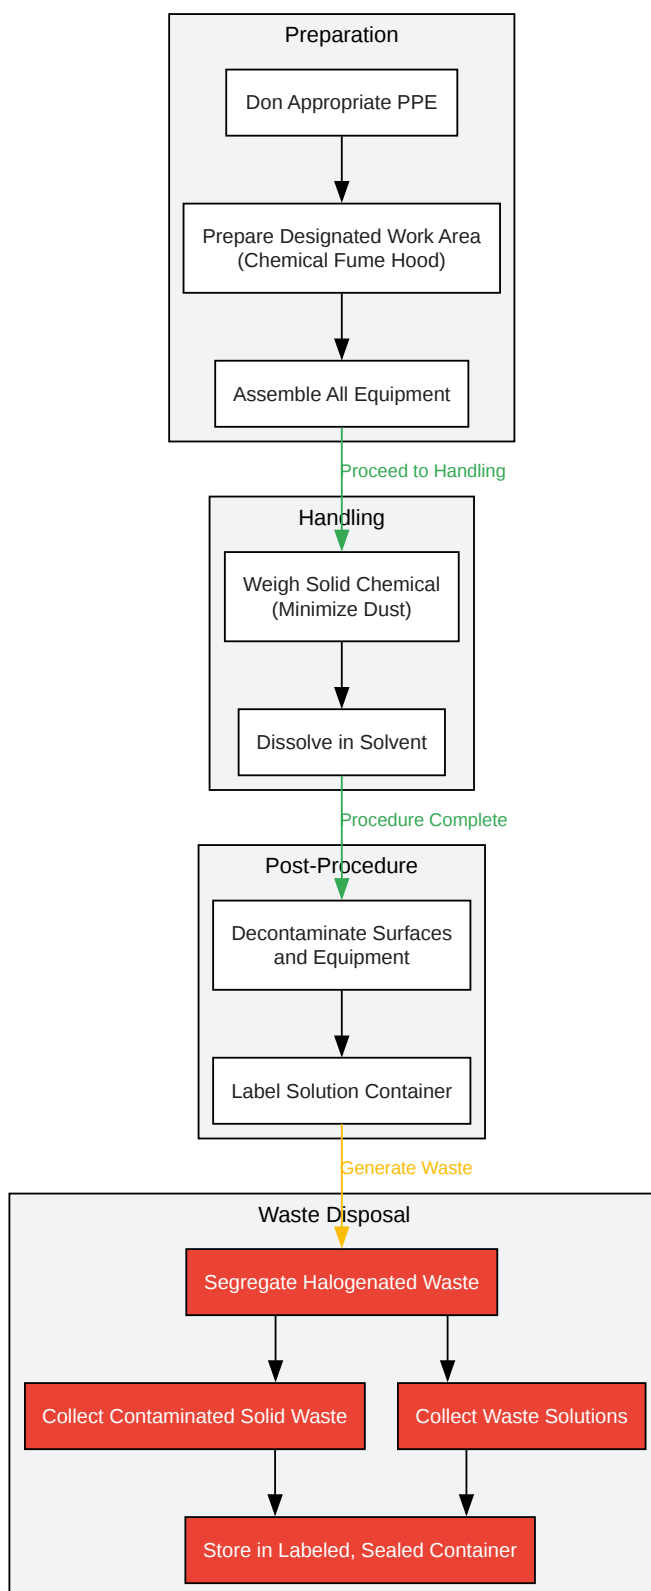 Preparation
Don Appropriate PPE
Prepare Designated Work Area
(Chemical Fume Hood)
Assemble All Equipment
Proceed to Handling
Handling
Weigh Solid Chemical
(Minimize Dust)
Dissolve in Solvent
Procedure Complete
Post-Procedure
Decontaminate Surfaces
and Equipment
Label Solution Container
Generate Waste
Waste Disposal
Segregate Halogenated Waste
Collect Contaminated Solid Waste
Collect Waste Solutions
Store in Labeled, Sealed Container